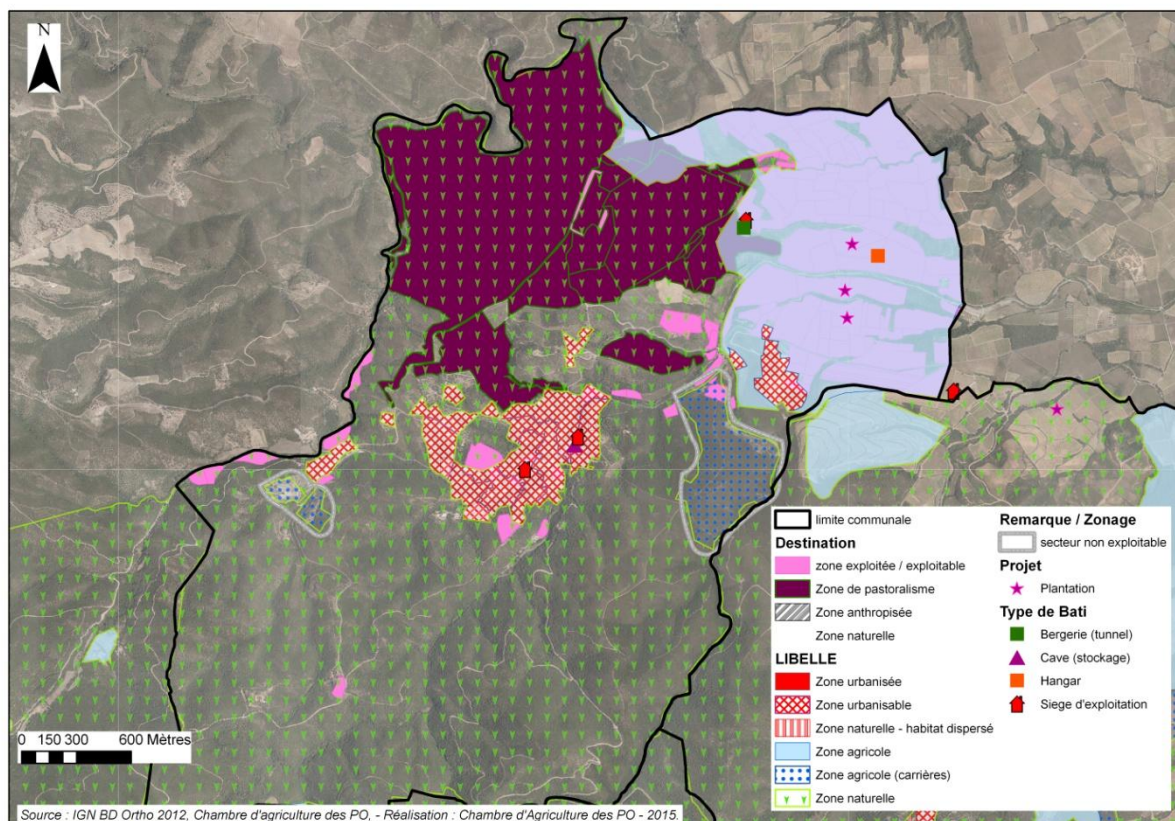 N
0 150 300 600 Mètres
limite communale
Destination
zone exploitée / exploitable
Zone de pastoralisme
Zone anthropisée
Zone naturelle
LIBELLE
Zone urbanisée
Zone urbanisable
Zone naturelle - habitat dispersé
Zone agricole
Zone agricole (carrières)
Zone naturelle
Remarque / Zonage
secteur non exploitable
Projet
Plantation
Type de Bati
Bergerie (tunnel)
Cave (stockage)
Hangar
Siege d'exploitation
Source : IGN BD Ortho 2012, Chambre d'agriculture des PO, - Réalisation : Chambre d'Agriculture des PO - 2015.